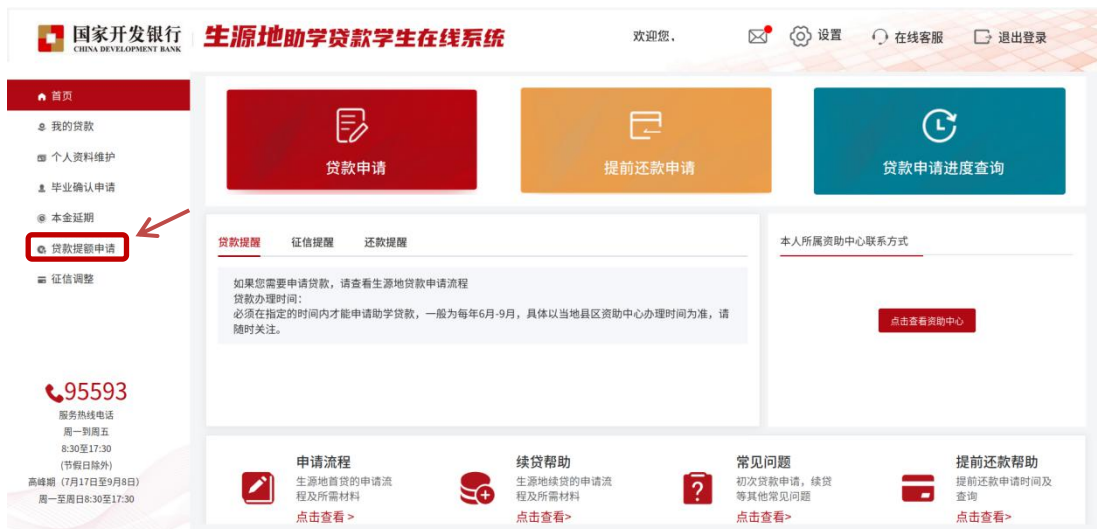 国家开发银行
CHINA DEVELOPMENT BANK
生源地助学贷款学生在线系统
欢迎您，
设置
在线客服
退出登录
首页
我的贷款
个人资料维护
毕业确认申请
本金延期
贷款提额申请
征信调整
95593
服务热线电话
周一到周五
8:30至17:30
(节假日除外)
高峰期（7月17日至9月8日）
周一至周日8:30至17:30
贷款申请
提前还款申请
贷款申请进度查询
贷款提醒
征信提醒
还款提醒
如果您需要申请贷款，请查看生源地贷款申请流程
贷款办理时间：
必须在指定的时间内才能申请助学贷款，一般为每年6月-9月，具体以当地县区资助中心办理时间为准，请
随时关注。
本人所属资助中心联系方式
点击查看资助中心
申请流程
生源地首贷的申请流
程及所需材料
点击查看 >
续贷帮助
生源地续贷的申请流
程及所需材料
点击查看>
常见问题
初次贷款申请，续贷
等其他常见问题
点击查看>
提前还款帮助
提前还款申请时间及
查询
点击查看>